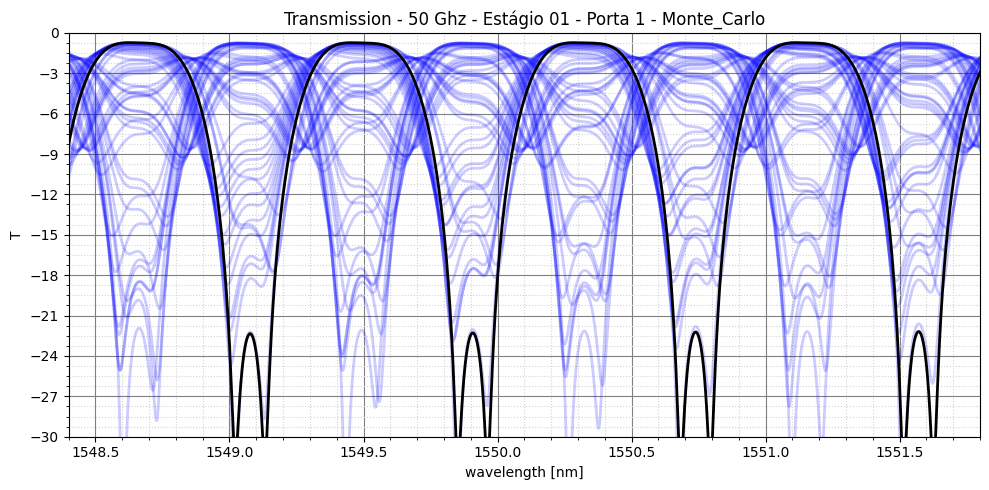 Transmission - 50 Ghz - Estágio 01 - Porta 1 - Monte_Carlo
0
−3
−6
−9
−12
−15
−18
−21
−24
−27
−30
T
1548.5 1549.0 1549.5 1550.0 1550.5 1551.0 1551.5
wavelength [nm]